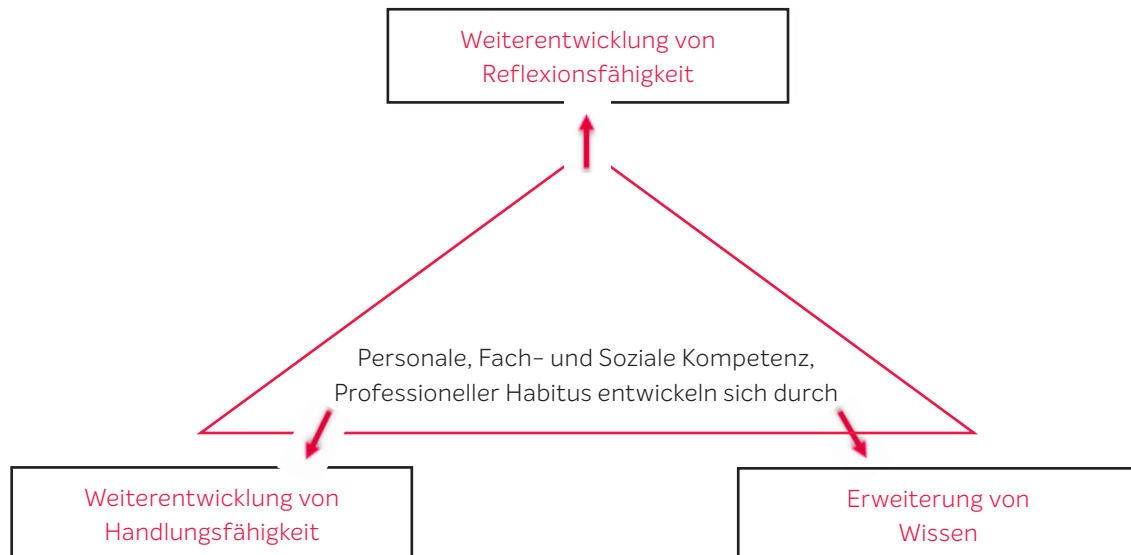 Weiterentwicklung von
Reflexionsfähigkeit
Personale, Fach- und Soziale Kompetenz,
Professioneller Habitus entwickeln sich durch
Weiterentwicklung von
Handlungsfähigkeit
Erweiterung von
Wissen